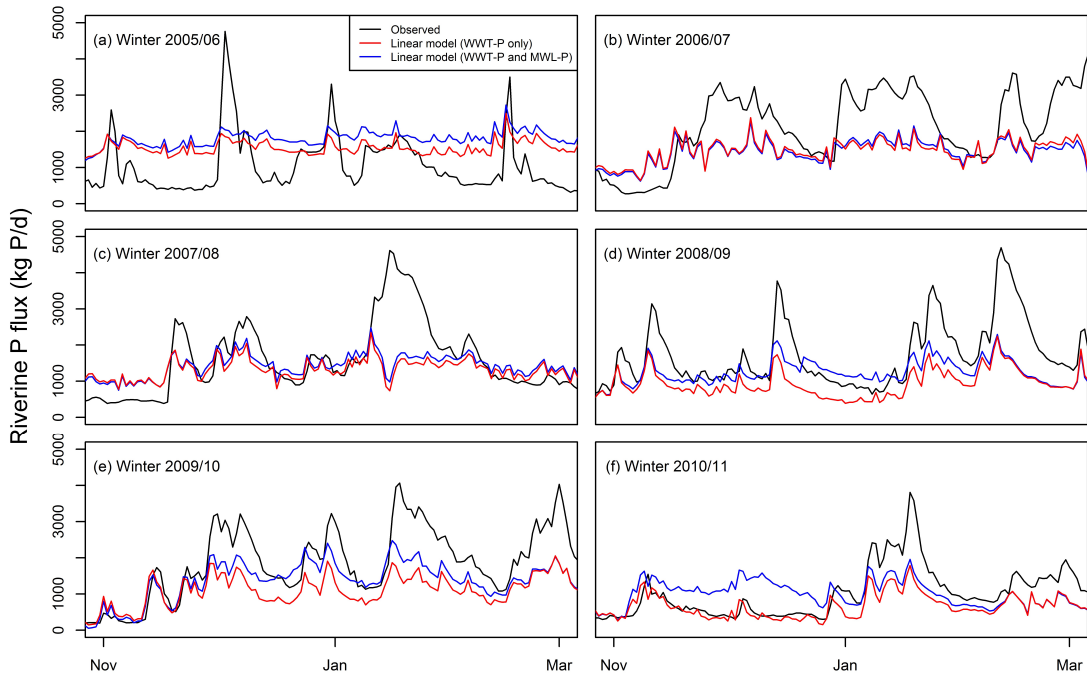 (a) Winter 2005/06
Observed
Linear model (WWT-P only)
Linear model (WWT-P and MWL-P)
(b) Winter 2006/07
0 1000 3000 5000
(c) Winter 2007/08
(d) Winter 2008/09
0 1000 3000 5000
Riverine P flux (kg P/d)
(e) Winter 2009/10
(f) Winter 2010/11
0 1000 3000 5000
Nov Jan Mar
Nov Jan Mar